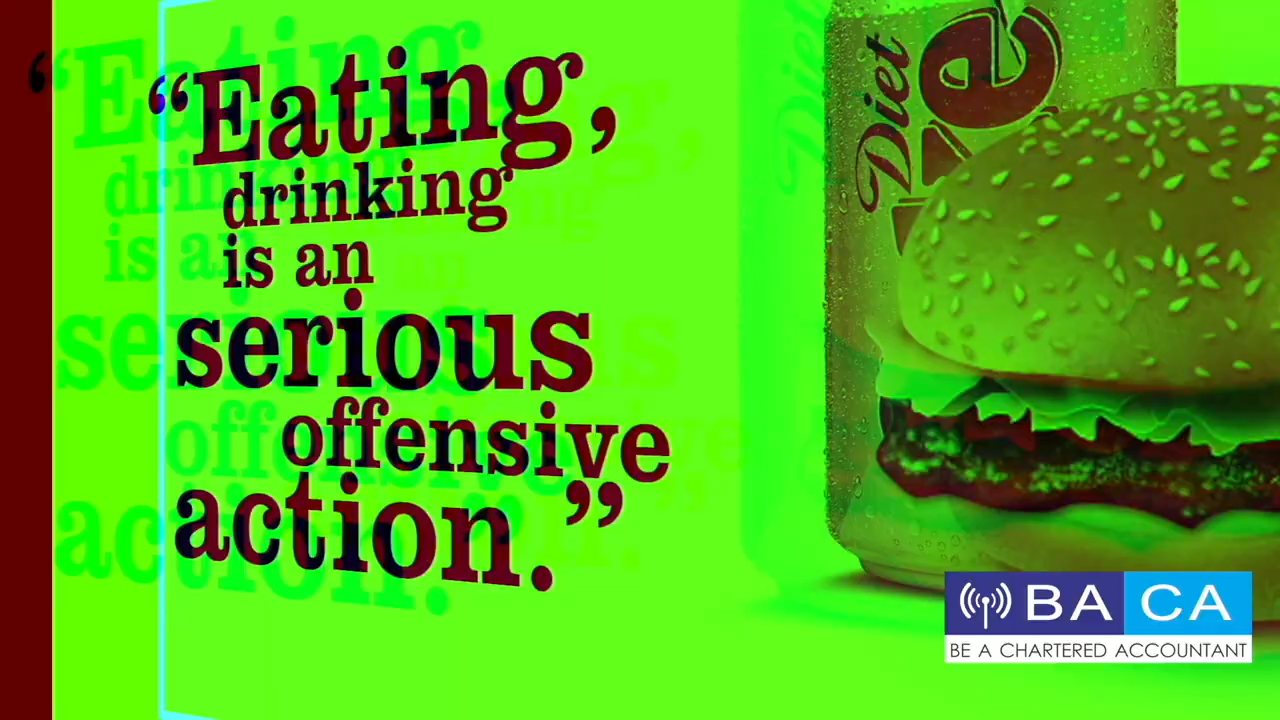 “Eating,
drinking
is an
serious
offensive
action.”
Diet
BA CA
BE A CHARTERED ACCOUNTANT